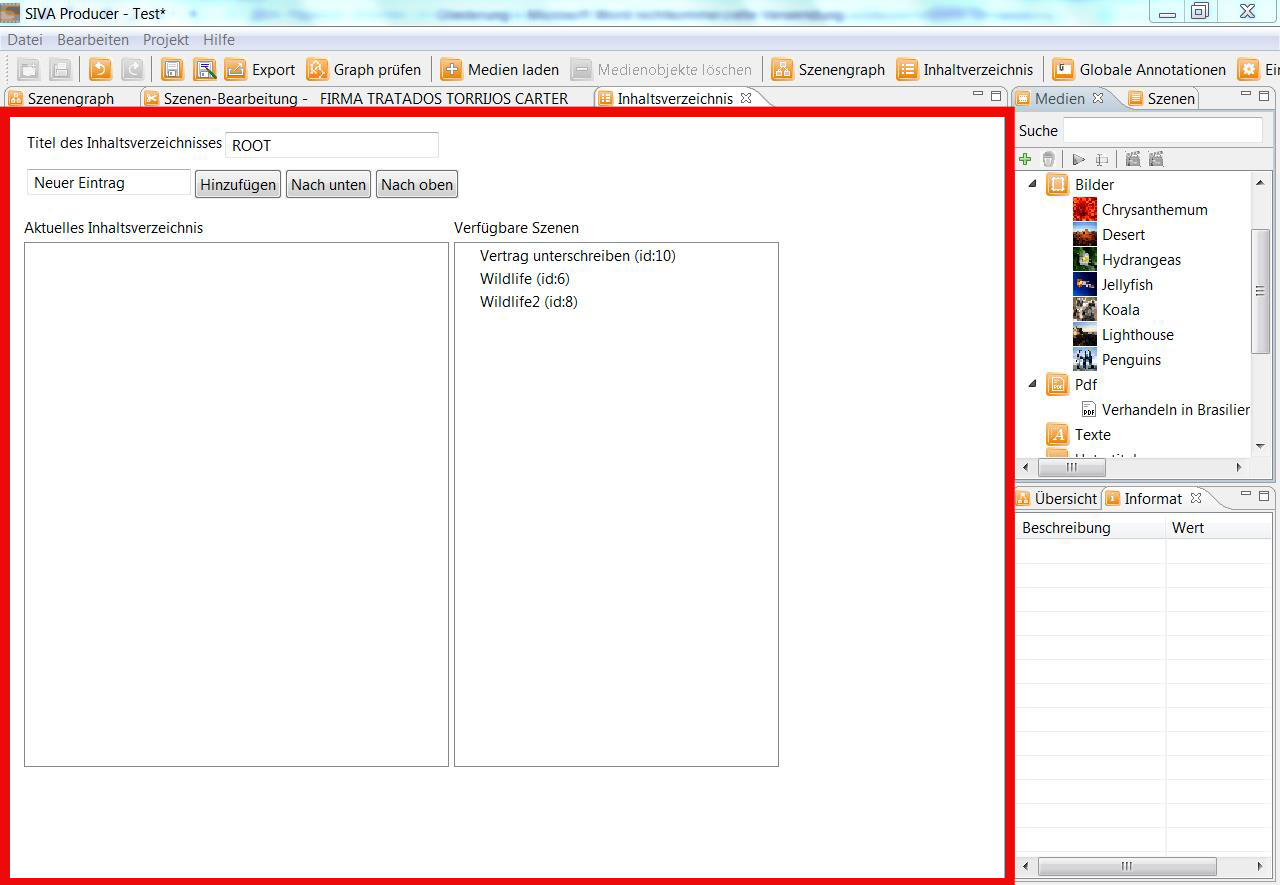 SIVA Producer - Test*
Datei Bearbeiten Projekt Hilfe
Export Graph prüfen Medien laden Medienobjekte löschen Szenengraph Inhaltverzeichnis Globale Annotationen Ein
Szenengraph Szenen-Bearbeitung - FIRMA TRATADOS TORRIJOS CARTER Inhaltsverzeichnis
Medien Szenen
Titel des Inhaltsverzeichnisses ROOT
Neuer Eintrag Hinzufügen Nach unten Nach oben
Aktuelles Inhaltsverzeichnis
Verfügbare Szenen
Vertrag unterschreiben (id:10)
Wildlife (id:6)
Wildlife2 (id:8)
Suche
Bilder
Chrysanthemum
Desert
Hydrangeas
Jellyfish
Koala
Lighthouse
Penguins
Pdf
Verhandeln in Brasilier
Texte
Übersicht Informat
Beschreibung Wert